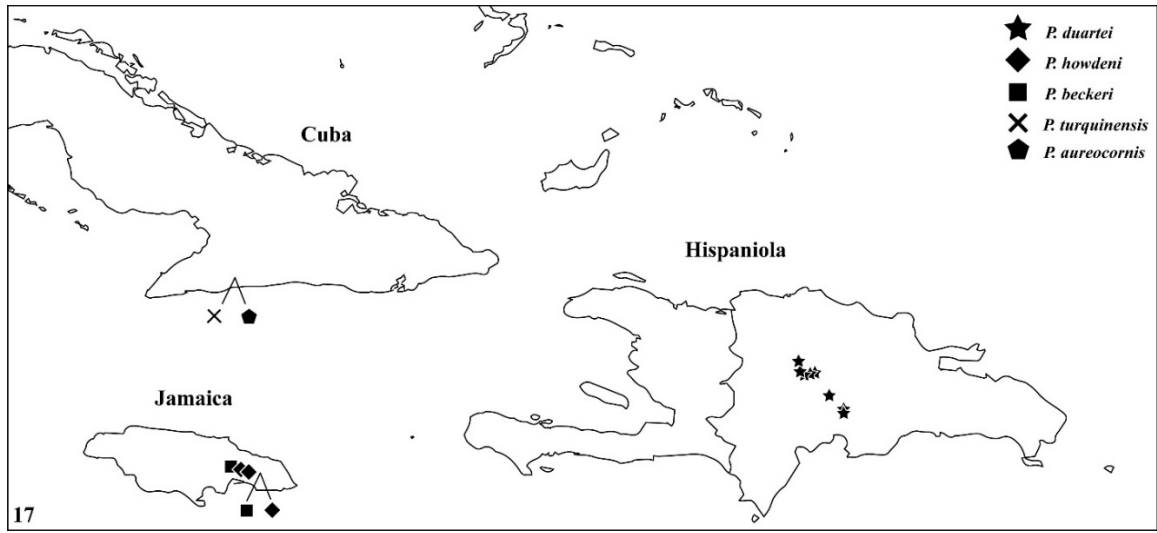 P. duartei
P. howdeni
P. beckeri
P. turquinensis
P. aureocornis
Cuba
Hispaniola
Jamaica
17